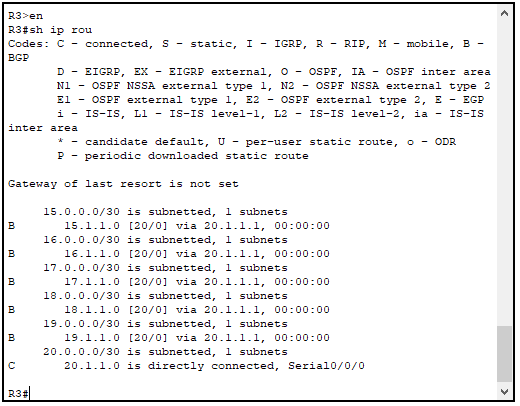 R3>en
R3#sh ip rou
Codes: C - connected, S - static, I - IGRP, R - RIP, M - mobile, B -
BGP
       D - EIGRP, EX - EIGRP external, O - OSPF, IA - OSPF inter area
       N1 - OSPF NSSA external type 1, N2 - OSPF NSSA external type 2
       E1 - OSPF external type 1, E2 - OSPF external type 2, E - EGP
       i - IS-IS, L1 - IS-IS level-1, L2 - IS-IS level-2, ia - IS-IS
inter area
       * - candidate default, U - per-user static route, o - ODR
       P - periodic downloaded static route

Gateway of last resort is not set

     15.0.0.0/30 is subnetted, 1 subnets
B       15.1.1.0 [20/0] via 20.1.1.1, 00:00:00
     16.0.0.0/30 is subnetted, 1 subnets
B       16.1.1.0 [20/0] via 20.1.1.1, 00:00:00
     17.0.0.0/30 is subnetted, 1 subnets
B       17.1.1.0 [20/0] via 20.1.1.1, 00:00:00
     18.0.0.0/30 is subnetted, 1 subnets
B       18.1.1.0 [20/0] via 20.1.1.1, 00:00:00
     19.0.0.0/30 is subnetted, 1 subnets
B       19.1.1.0 [20/0] via 20.1.1.1, 00:00:00
     20.0.0.0/30 is subnetted, 1 subnets
C       20.1.1.0 is directly connected, Serial0/0/0

R3#